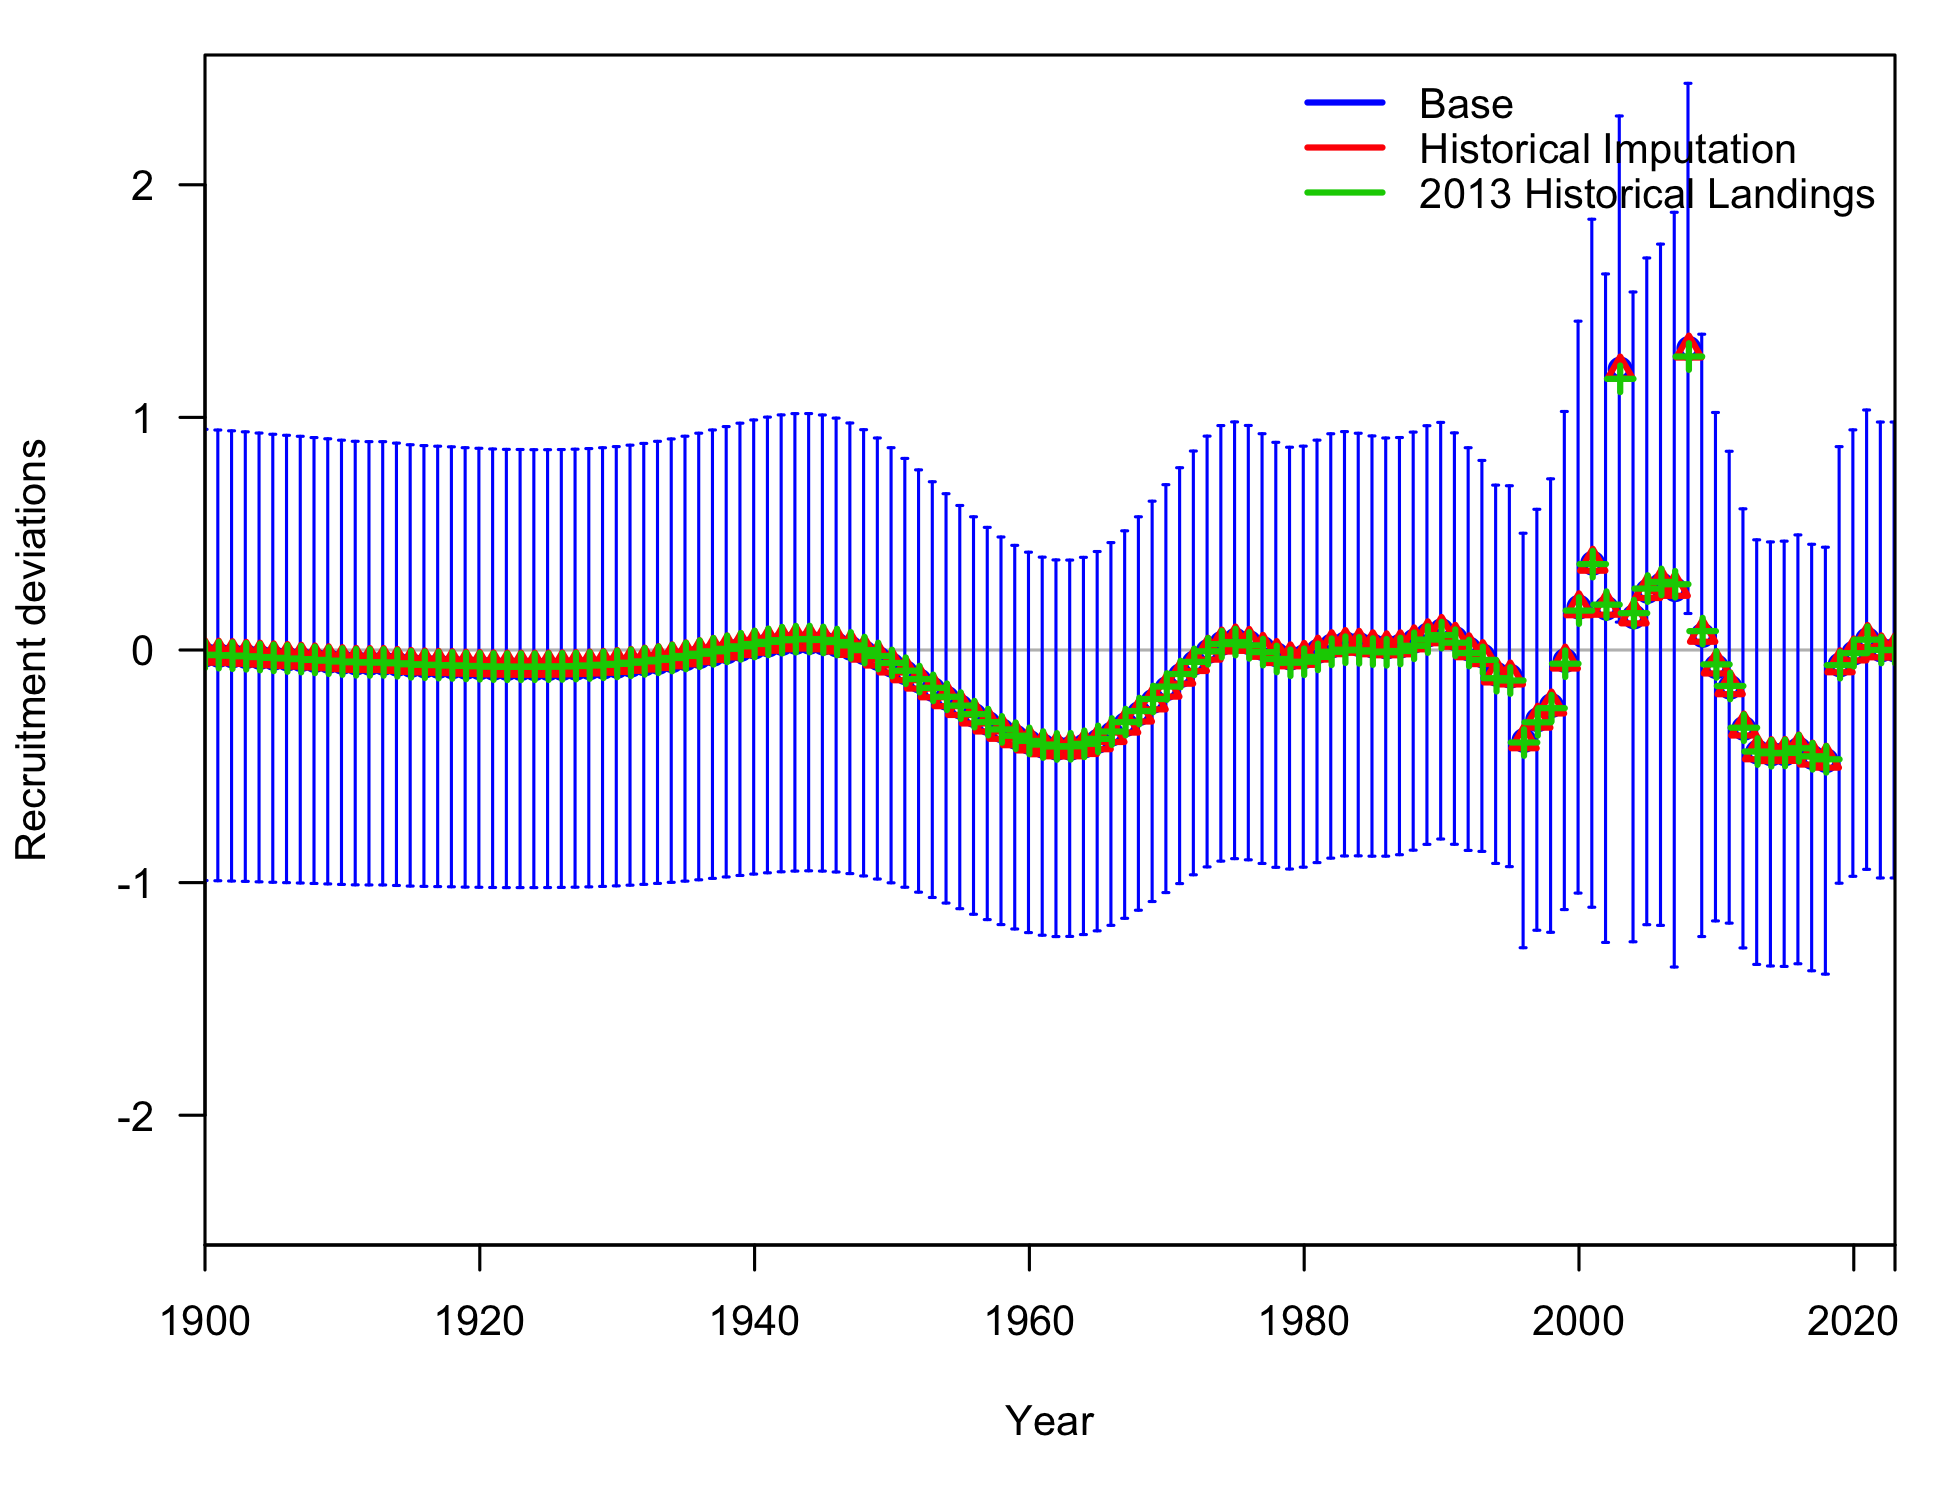 Base
Historical Imputation
2013 Historical Landings
2
1
0
-1
-2
Recruitment deviations
1900 1920 1940 1960 1980 2000 2020
Year